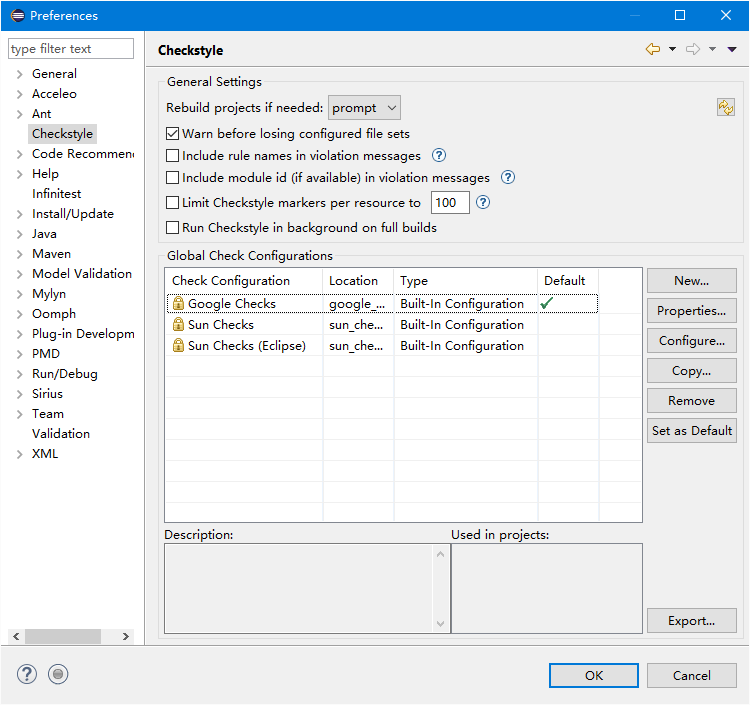 Preferences
type filter text
General
Acceleo
Ant
Checkstyle
Code Recommen
Help
Infinitest
Install/Update
Java
Maven
Model Validation
Mylyn
Oomph
Plug-in Developm
PMD
Run/Debug
Sirius
Team
Validation
XML
Checkstyle
General Settings
Rebuild projects if needed: prompt
Warn before losing configured file sets
Include rule names in violation messages ?
Include module id (if available) in violation messages ?
Limit Checkstyle markers per resource to 100 ?
Run Checkstyle in background on full builds
Global Check Configurations
Check Configuration Location Type Default
Google Checks google_... Built-In Configuration
Sun Checks sun_che... Built-In Configuration
Sun Checks (Eclipse) sun_che... Built-In Configuration
New...
Properties...
Configure...
Copy...
Remove
Set as Default
Description: Used in projects:
Export...
? OK Cancel